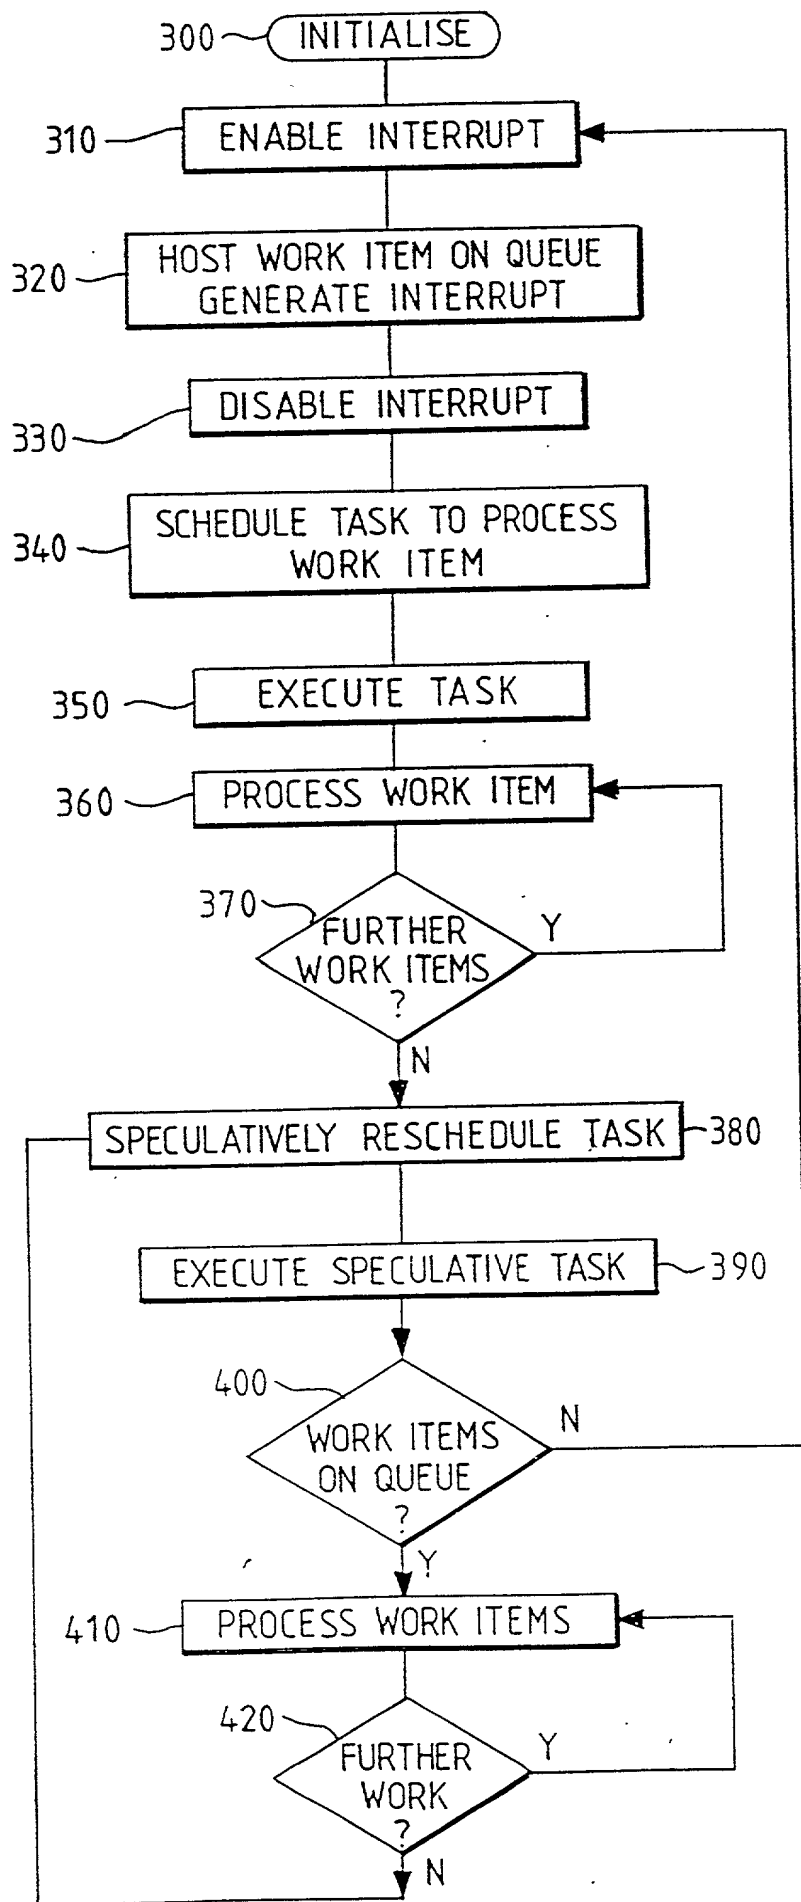 300
INITIALISE
310
ENABLE INTERRUPT
320
HOST WORK ITEM ON QUEUE
GENERATE INTERRUPT
330
DISABLE INTERRUPT
340
SCHEDULE TASK TO PROCESS
WORK ITEM
350
EXECUTE TASK
360
PROCESS WORK ITEM
370
FURTHER
WORK ITEMS
?
Y
N
SPECULATIVELY RESCHEDULE TASK
380
EXECUTE SPECULATIVE TASK
390
400
WORK ITEMS
ON QUEUE
?
N
Y
410
PROCESS WORK ITEMS
420
FURTHER
WORK
?
Y
N